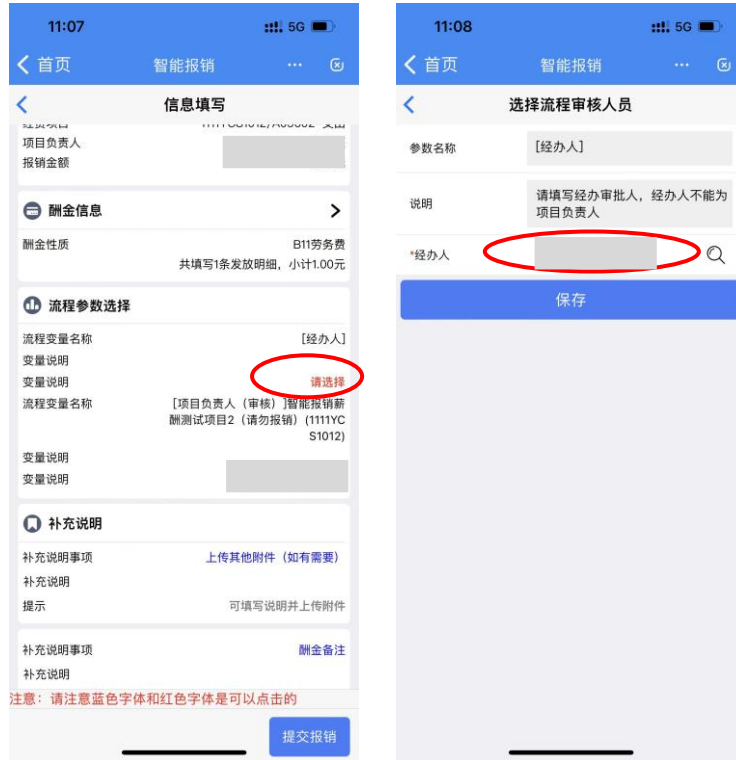 11:07
5G
首页
智能报销
信息填写
项目负责人
报销金额
酬金信息
酬金性质
B11劳务费
共填写1条发放明细，小计1.00元
流程参数选择
流程变量名称
[经办人]
变量说明
变量说明
请选择
流程变量名称
[项目负责人（审核）]智能报销薪
酬测试项目2（请勿报销）(1111YC
S1012)
变量说明
变量说明
补充说明
补充说明事项
上传其他附件（如有需要）
补充说明
提示
可填写说明并上传附件
补充说明事项
酬金备注
补充说明
注意：请注意蓝色字体和红色字体是可以点击的
提交报销
11:08
5G
首页
智能报销
选择流程审核人员
参数名称
[经办人]
说明
请填写经办审批人，经办人不能为
项目负责人
*经办人
保存